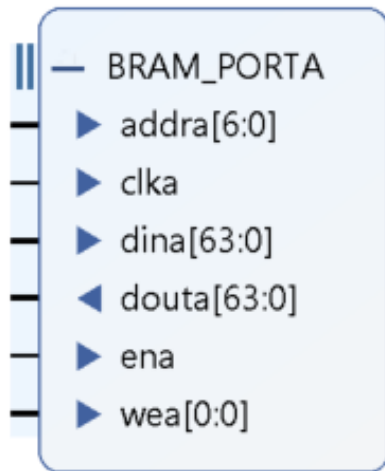 BRAM_PORTA
addra[6:0]
clka
dina[63:0]
douta[63:0]
ena
wea[0:0]